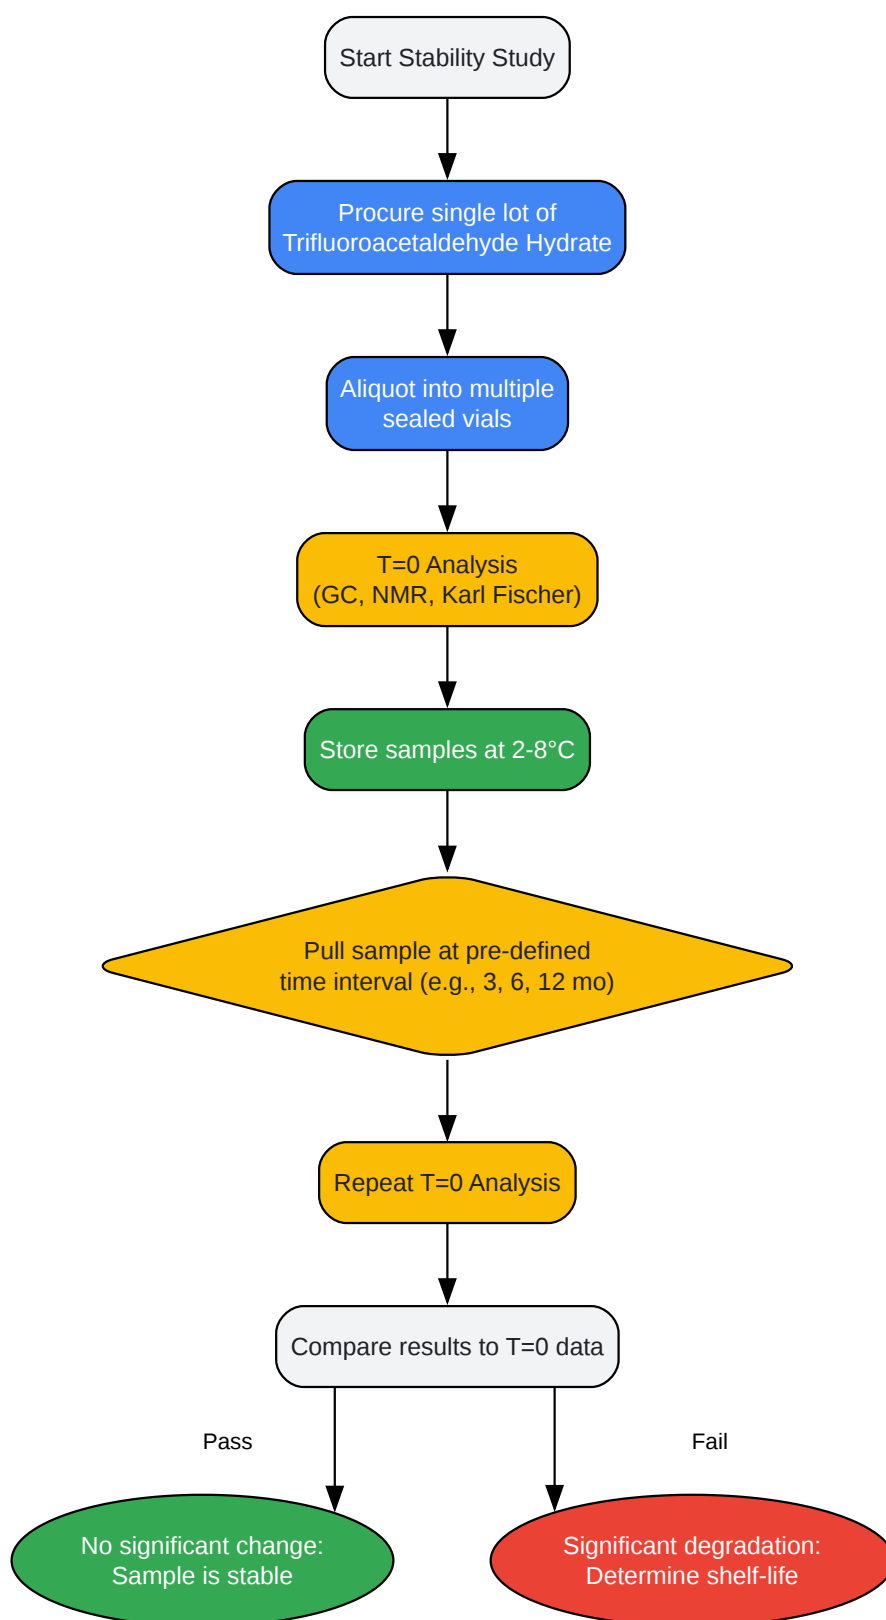 Start Stability Study
Procure single lot of
Trifluoroacetaldehyde Hydrate
Aliquot into multiple
sealed vials
T=0 Analysis
(GC, NMR, Karl Fischer)
Store samples at 2-8°C
Pull sample at pre-defined
time interval (e.g., 3, 6, 12 mo)
Repeat T=0 Analysis
Compare results to T=0 data
Pass
Fail
No significant change:
Sample is stable
Significant degradation:
Determine shelf-life